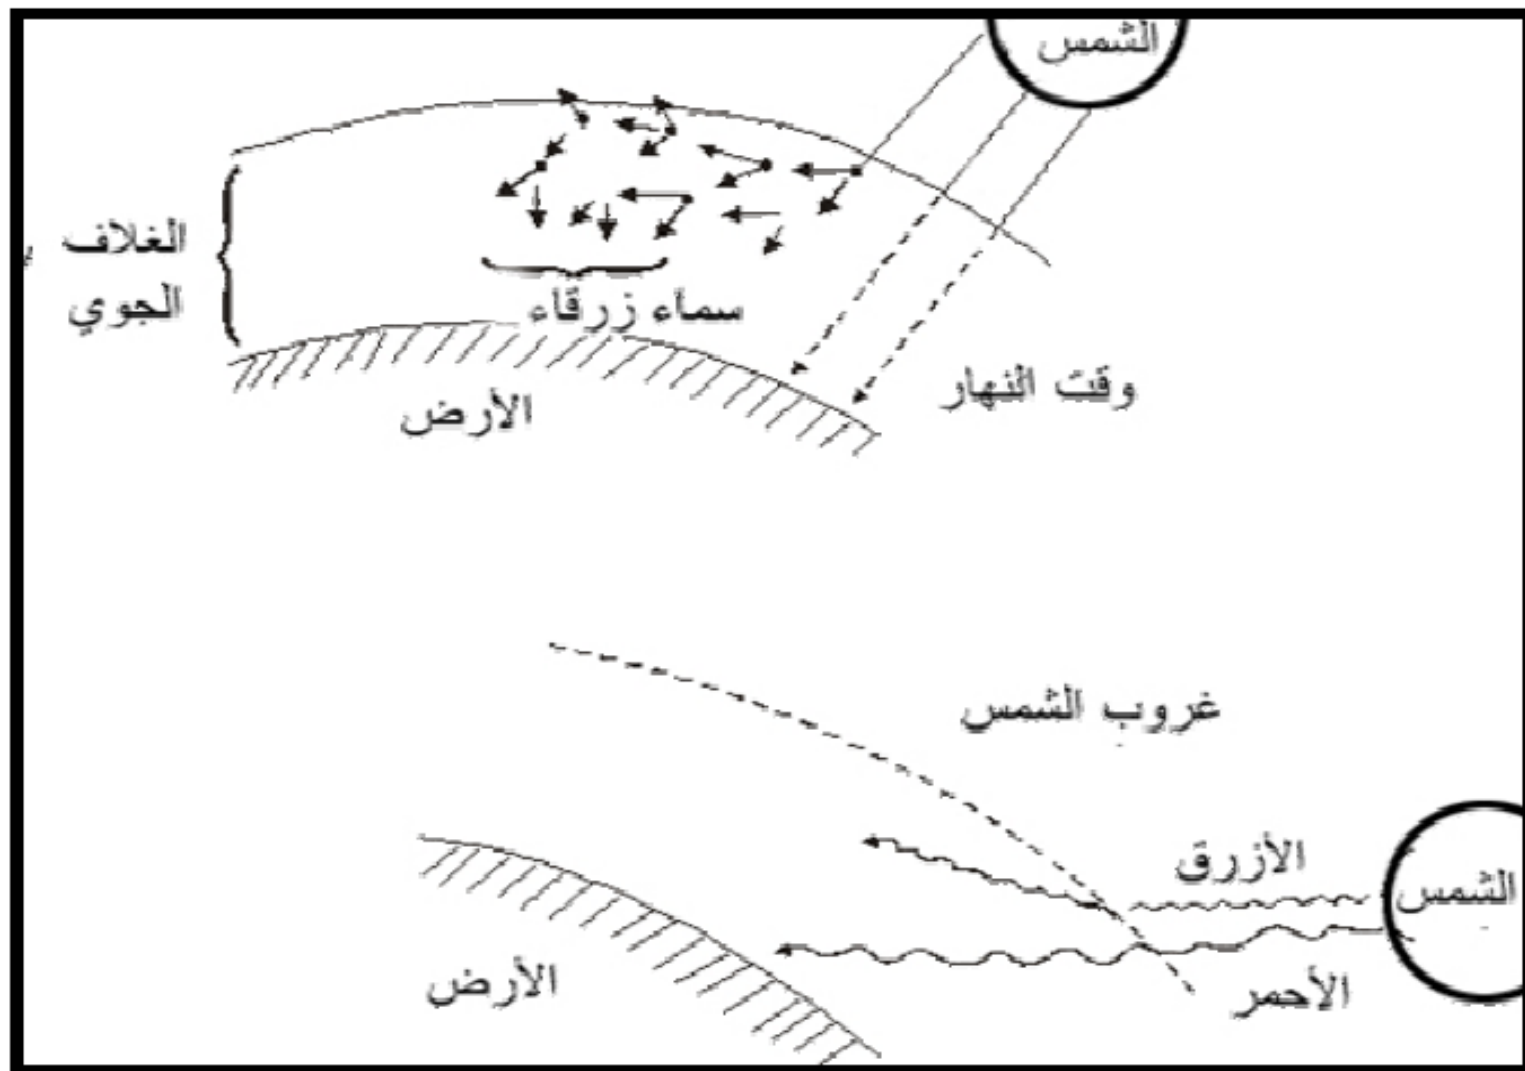 الشمس
الغلاف
الجوي
سماء زرقاء
وقت النهار
الأرض
غروب الشمس
الأزرق
الشمس
الأحمر
الأرض